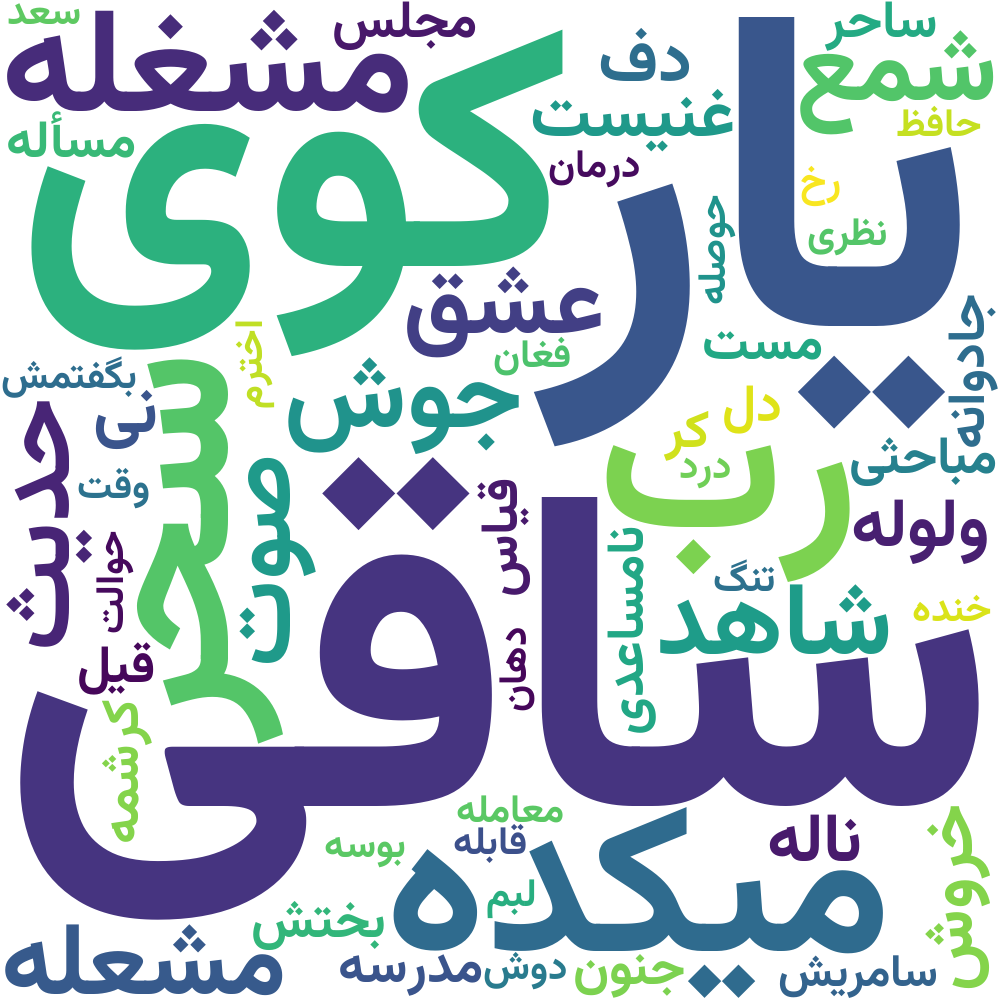 سعد
مشغله
مجلس
دف
ساحر
شمع
مسأله
کوی
غنیست
یار
حافظ
درمان
رخ
نظری
حوصله
عشق
فغان
مست
جادوانه
اخترم
بگفتمش
نی
جوش
دل
کر
درد
مباحثی
حدیث
وقت
سحر
صوت
قیاس
رب
ولوله
حوالت
نامساعدی
تنگ
شاهد
خنده
قیل
دهان
ساقی
کرشمه
معامله
قابله
بوسه
ناله
خروش
میکده
لبم
بختش
مشعله
مدرسه
دوش
جنون
سامریش